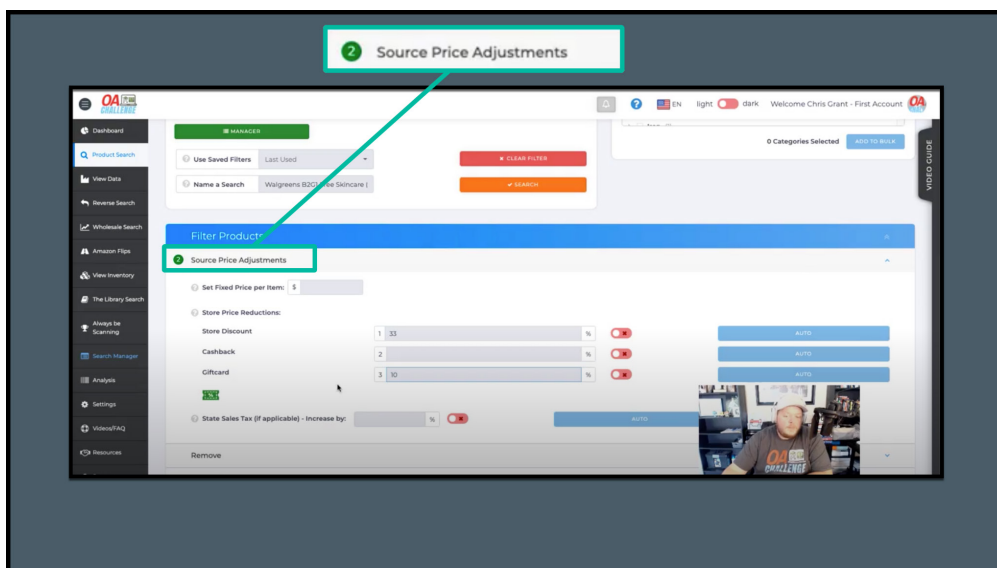 2 Source Price Adjustments
OA
CHALLENGE
? EN light dark Welcome Chris Grant - First Account OA
Dashboard
Product Search
View Data
Reverse Search
Wholesale Search
Amazon Flips
View Inventory
The Library Search
Always be
Scanning
Search Manager
Analysis
Settings
Videos/FAQ
Resources
MANAGER
Use Saved Filters Last Used
CLEAR FILTER
Name a Search Walgreens B2G1 Free Skincare (
SEARCH
0 Categories Selected ADD TO BULK
VIDEO GUIDE
Filter Products
2 Source Price Adjustments
Set Fixed Price per Item: $
Store Price Reductions:
Store Discount 1 33 % AUTO
Cashback 2 % AUTO
Giftcard 3 10 % AUTO
State Sales Tax (if applicable) - Increase by: % AUTO
Remove
OA
CHALLENGE